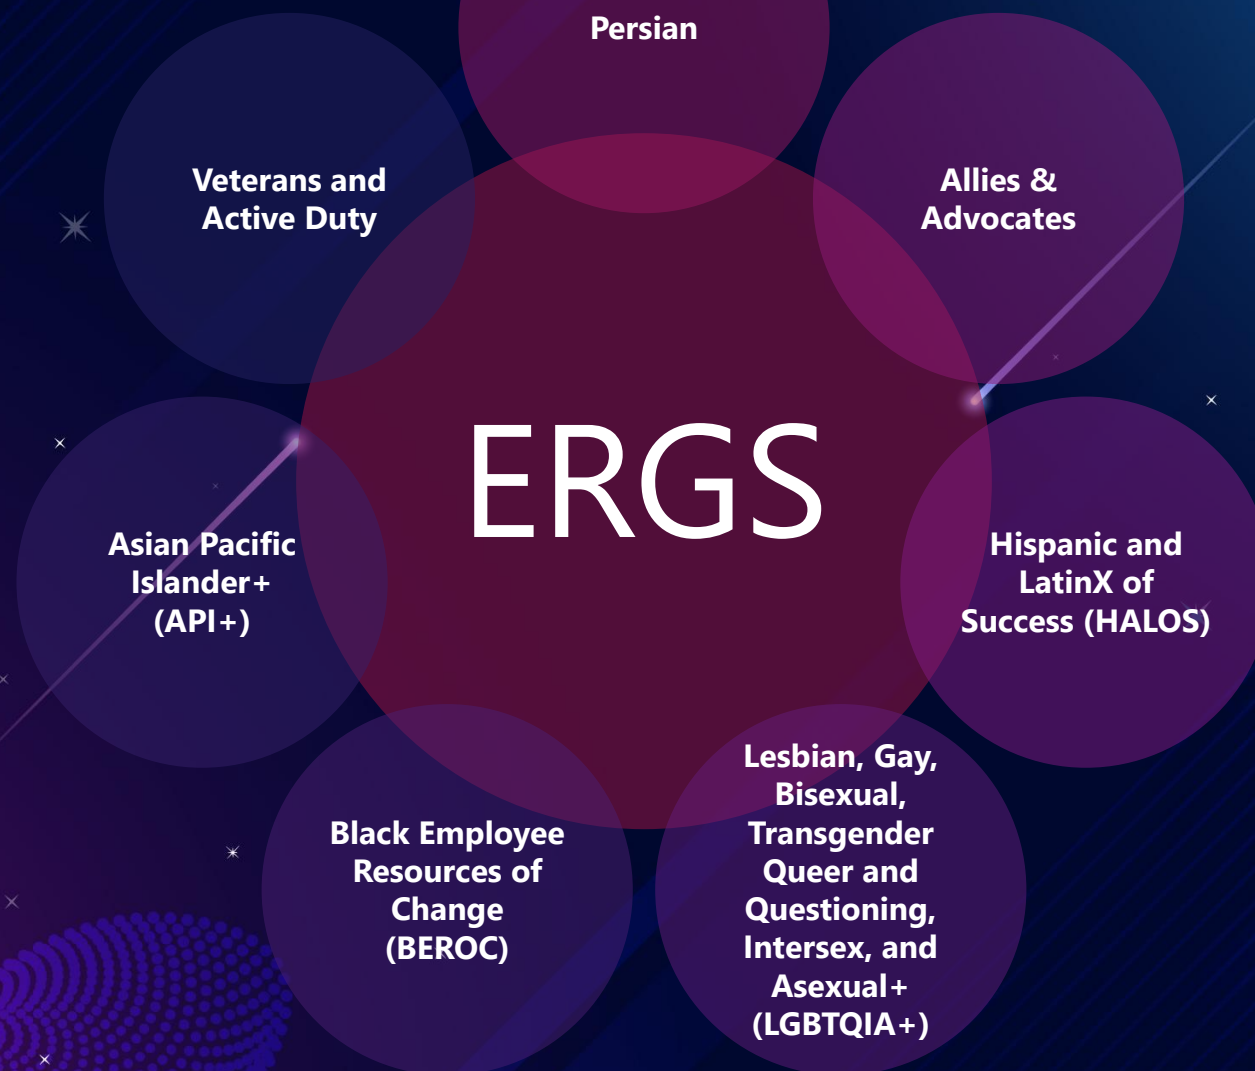 Persian
Veterans and
Active Duty
Allies &
Advocates
ERGS
Asian Pacific
Islander+
(API+)
Hispanic and
LatinX of
Success (HALOS)
Black Employee
Resources of
Change
(BEROC)
Lesbian, Gay,
Bisexual,
Transgender
Queer and
Questioning,
Intersex, and
Asexual+
(LGBTQIA+)